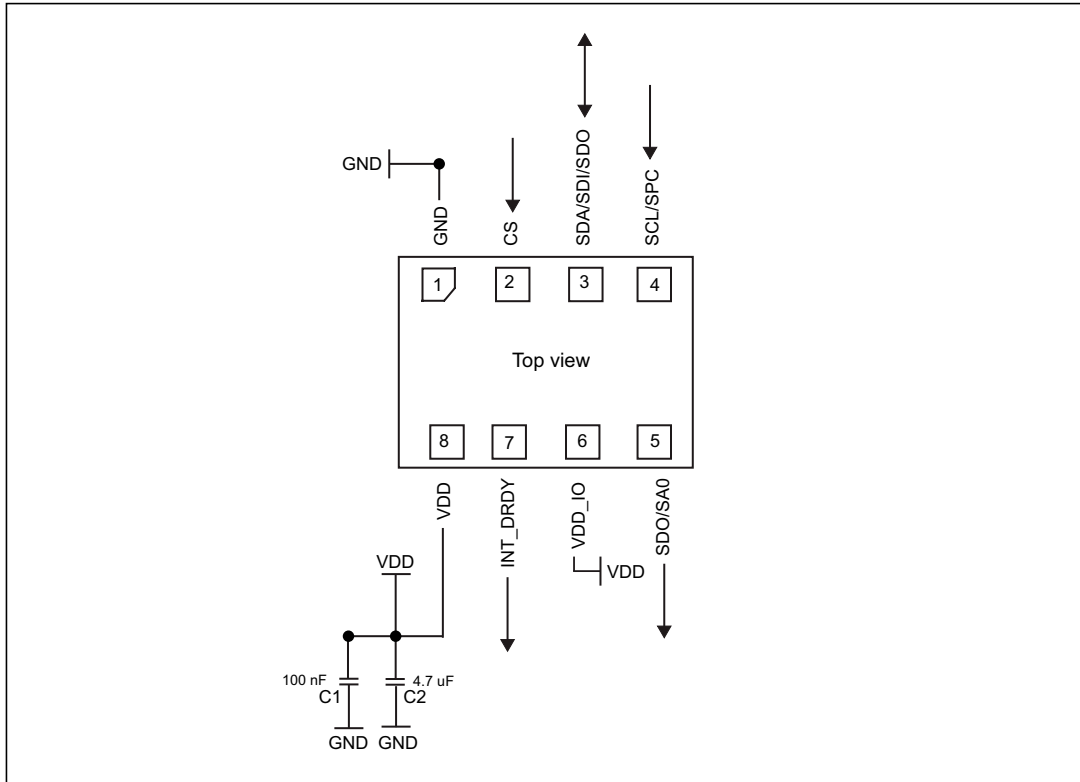 SDA/SDI/SDO
SCL/SPC
GND
GND
CS
1
2
3
4
Top view
8
7
6
5
VDD
INT_DRDY
VDD_IO
SDO/SA0
VDD
VDD
100 nF
C1
4.7 uF
C2
GND
GND